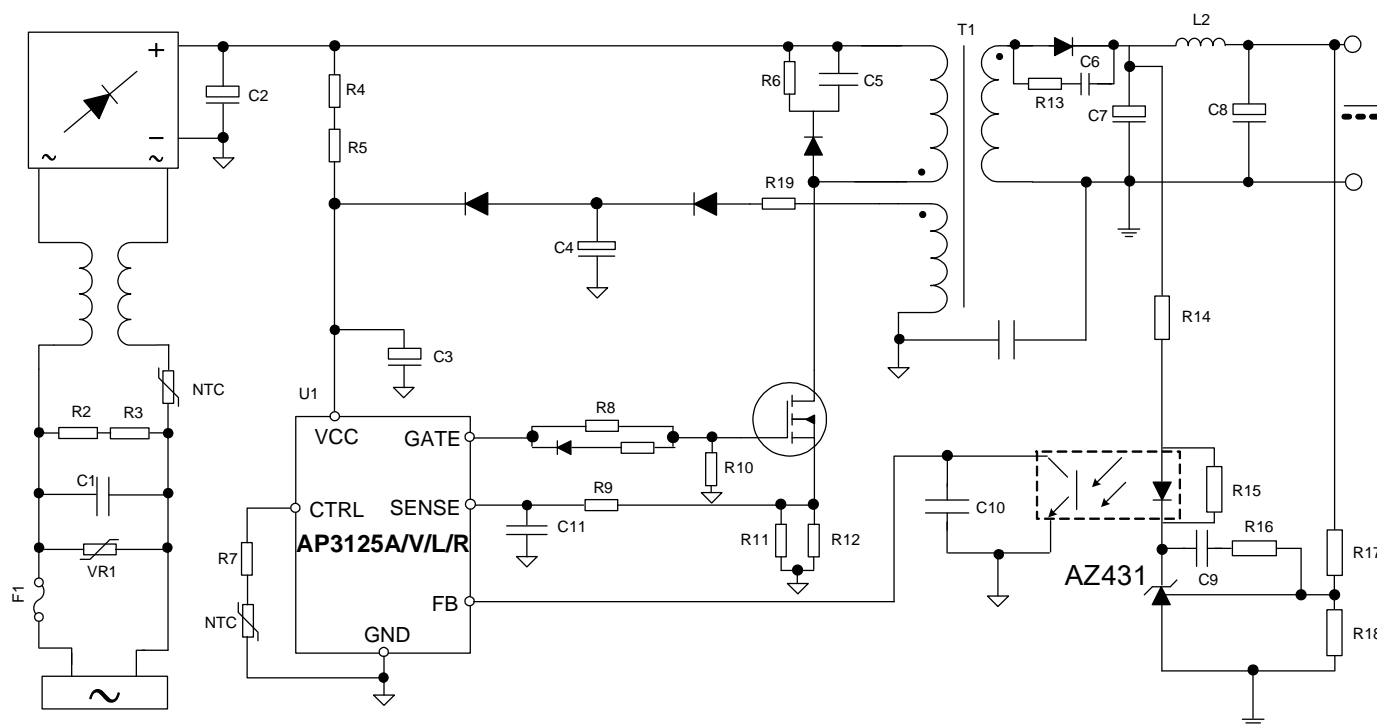 T1
L2
+
C2
R4
R6
C5
C6
R13
C7
C8
−
~
~
R5
R19
C4
R14
C3
NTC
U1
R2
R3
VCC
GATE
R8
R10
C1
CTRL
SENSE
R9
C10
R15
AP3125A/V/L/R
C11
R11
R12
R16
R7
VR1
AZ431
C9
R17
F1
FB
NTC
GND
R18
~